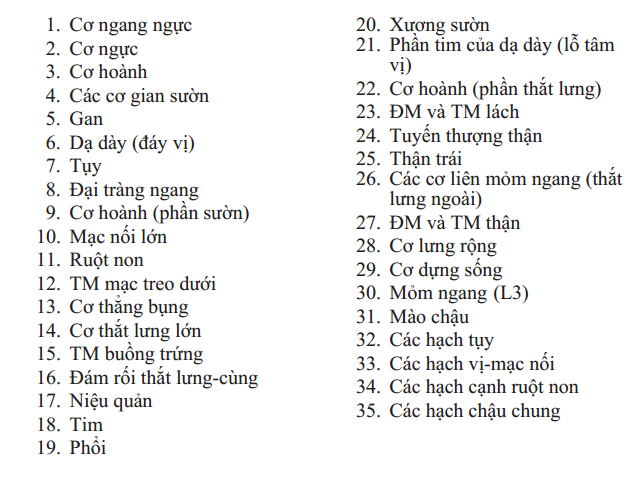 1. Cơ ngang ngực
2. Cơ ngực
3. Cơ hoành
4. Các cơ gian sườn
5. Gan
6. Dạ dày (đáy vị)
7. Tụy
8. Đại tràng ngang
9. Cơ hoành (phần sườn)
10. Mạc nối lớn
11. Ruột non
12. TM mạc treo dưới
13. Cơ thẳng bụng
14. Cơ thắt lưng lớn
15. TM buồng trứng
16. Đám rối thắt lưng-cùng
17. Niệu quản
18. Tim
19. Phổi
20. Xương sườn
21. Phần tim của dạ dày (lỗ tâm
vị)
22. Cơ hoành (phần thắt lưng)
23. ĐM và TM lách
24. Tuyến thượng thận
25. Thận trái
26. Các cơ liên mỏm ngang (thắt
lưng ngoài)
27. ĐM và TM thận
28. Cơ lưng rộng
29. Cơ dựng sống
30. Mỏm ngang (L3)
31. Mào chậu
32. Các hạch tụy
33. Các hạch vị-mạc nối
34. Các hạch cạnh ruột non
35. Các hạch chậu chung